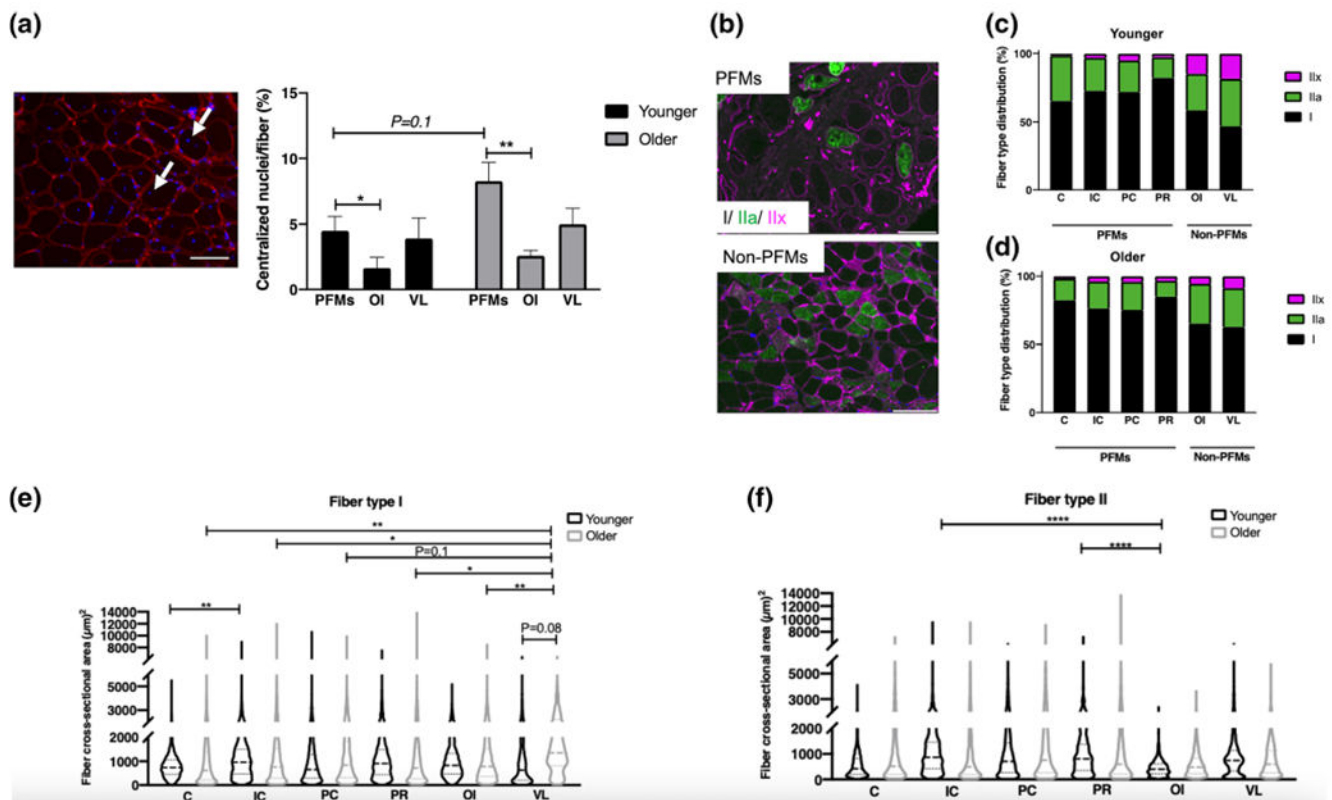 (a)
15
10
5
0
Centralized nuclei/fiber (%)
P=0.1
*
**
Younger
Older
PFMs OI VL PFMs OI VL
(b)
PFMs
I/ IIa/ IIx
Non-PFMs
(c)
Younger
Fiber type distribution (%)
100
50
0
C IC PC PR OI VL
PFMs Non-PFMs
IIx
IIa
I
(d)
Older
Fiber type distribution (%)
100
50
0
C IC PC PR OI VL
PFMs Non-PFMs
IIx
IIa
I
(e)
Fiber type I
Younger
Older
**
*
P=0.1
*
**
**
P=0.08
Fiber cross-sectional area (μm)²
14000
12000
10000
8000
5000
3000
2000
1000
0
C IC PC PR OI VL
(f)
Fiber type II
Younger
Older
****
****
Fiber cross-sectional area (μm)²
14000
12000
10000
8000
5000
3000
2000
1000
0
C IC PC PR OI VL